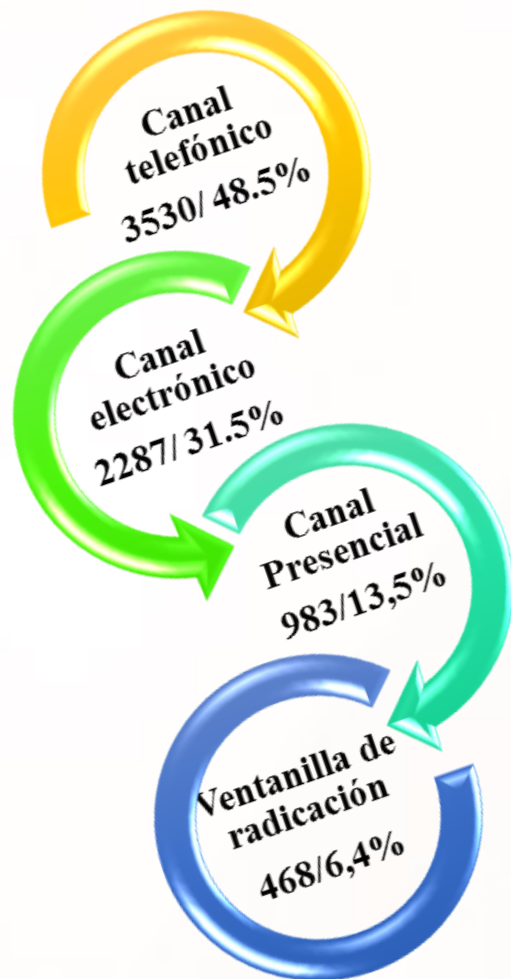 Canal
telefónico
3530/ 48.5%
Canal
electrónico
2287/ 31.5%
Canal
Presencial
983/13,5%
Ventanilla de
radicación
468/6,4%